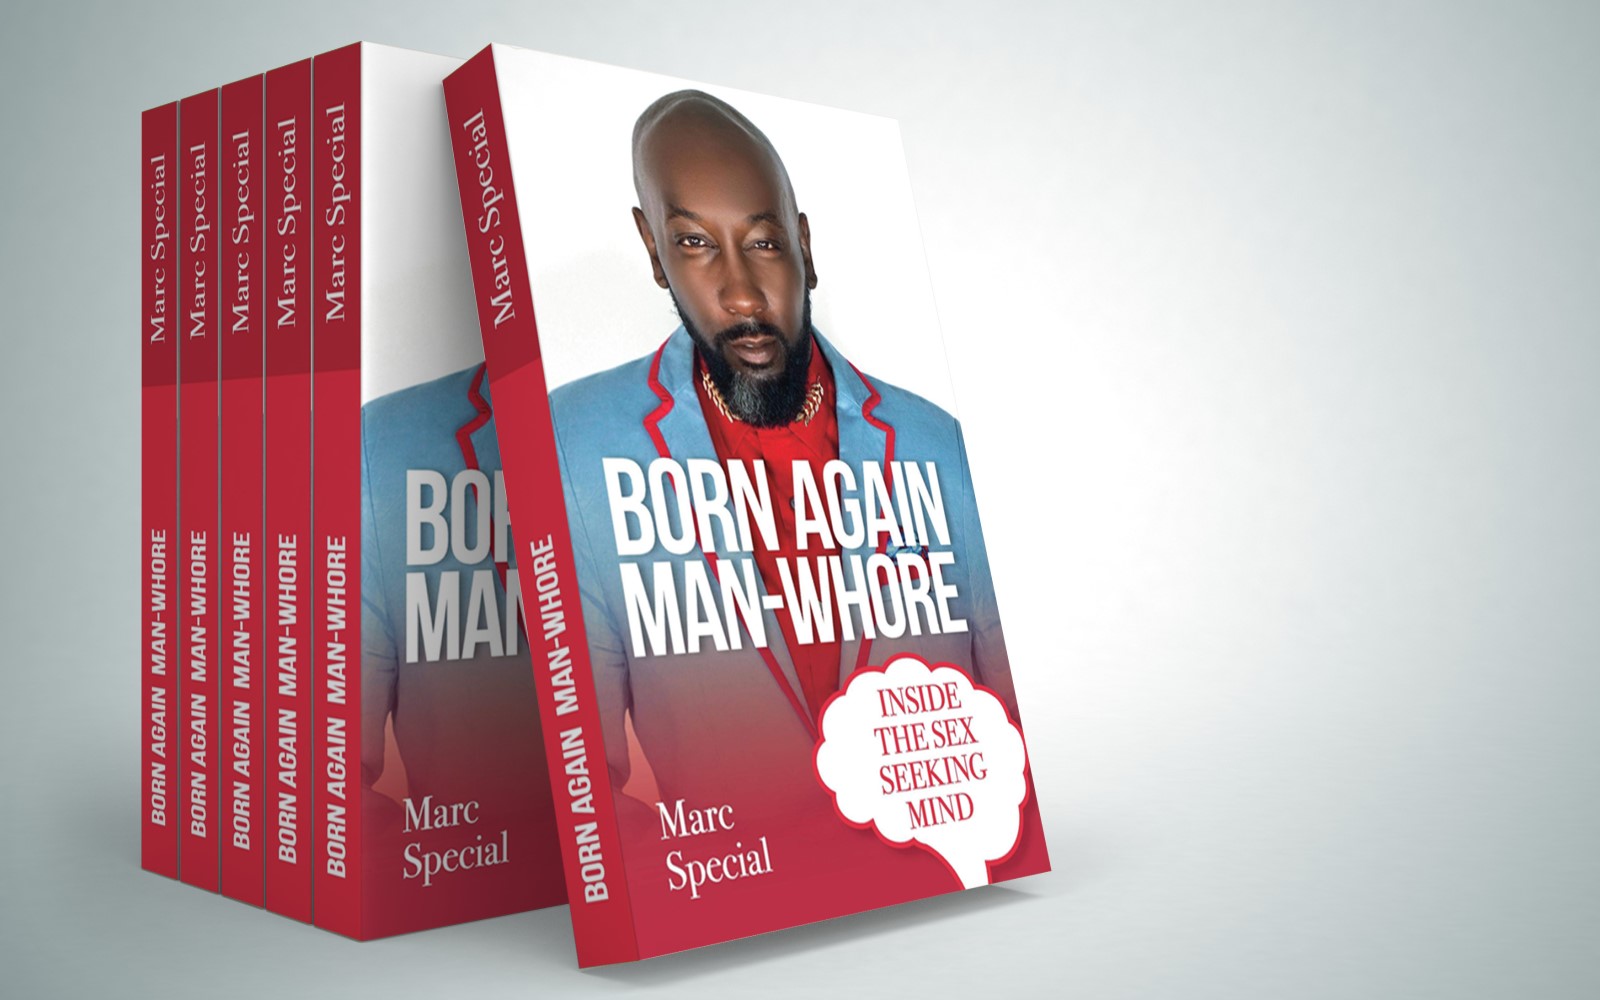 Marc Special
BORN AGAIN MAN-WHORE
Marc Special
BORN AGAIN MAN-WHORE
Marc Special
BORN AGAIN MAN-WHORE
Marc Special
BORN AGAIN MAN-WHORE
Marc Special
BORN AGAIN MAN-WHORE
BOR
MAN
Marc
Special
Marc Special
BORN AGAIN MAN-WHORE
BORN AGAIN
MAN-WHORE
INSIDE
THE SEX
SEEKING
MIND
Marc
Special